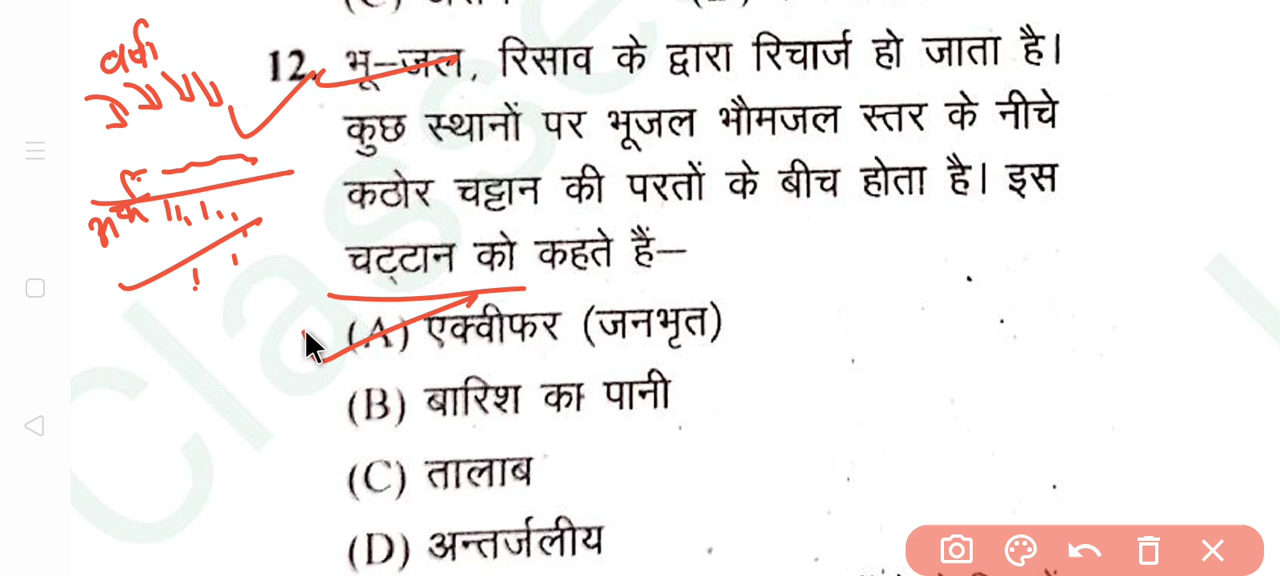 12. भू-जल, रिसाव के द्वारा रिचार्ज हो जाता है।
कुछ स्थानों पर भूजल भौमजल स्तर के नीचे
कठोर चट्टान की परतों के बीच होता है। इस
चट्टान को कहते हैं—
(A) एक्वीफर (जनभृत)
(B) बारिश का पानी
(C) तालाब
(D) अन्तर्जलीय
वर्षा
Classe